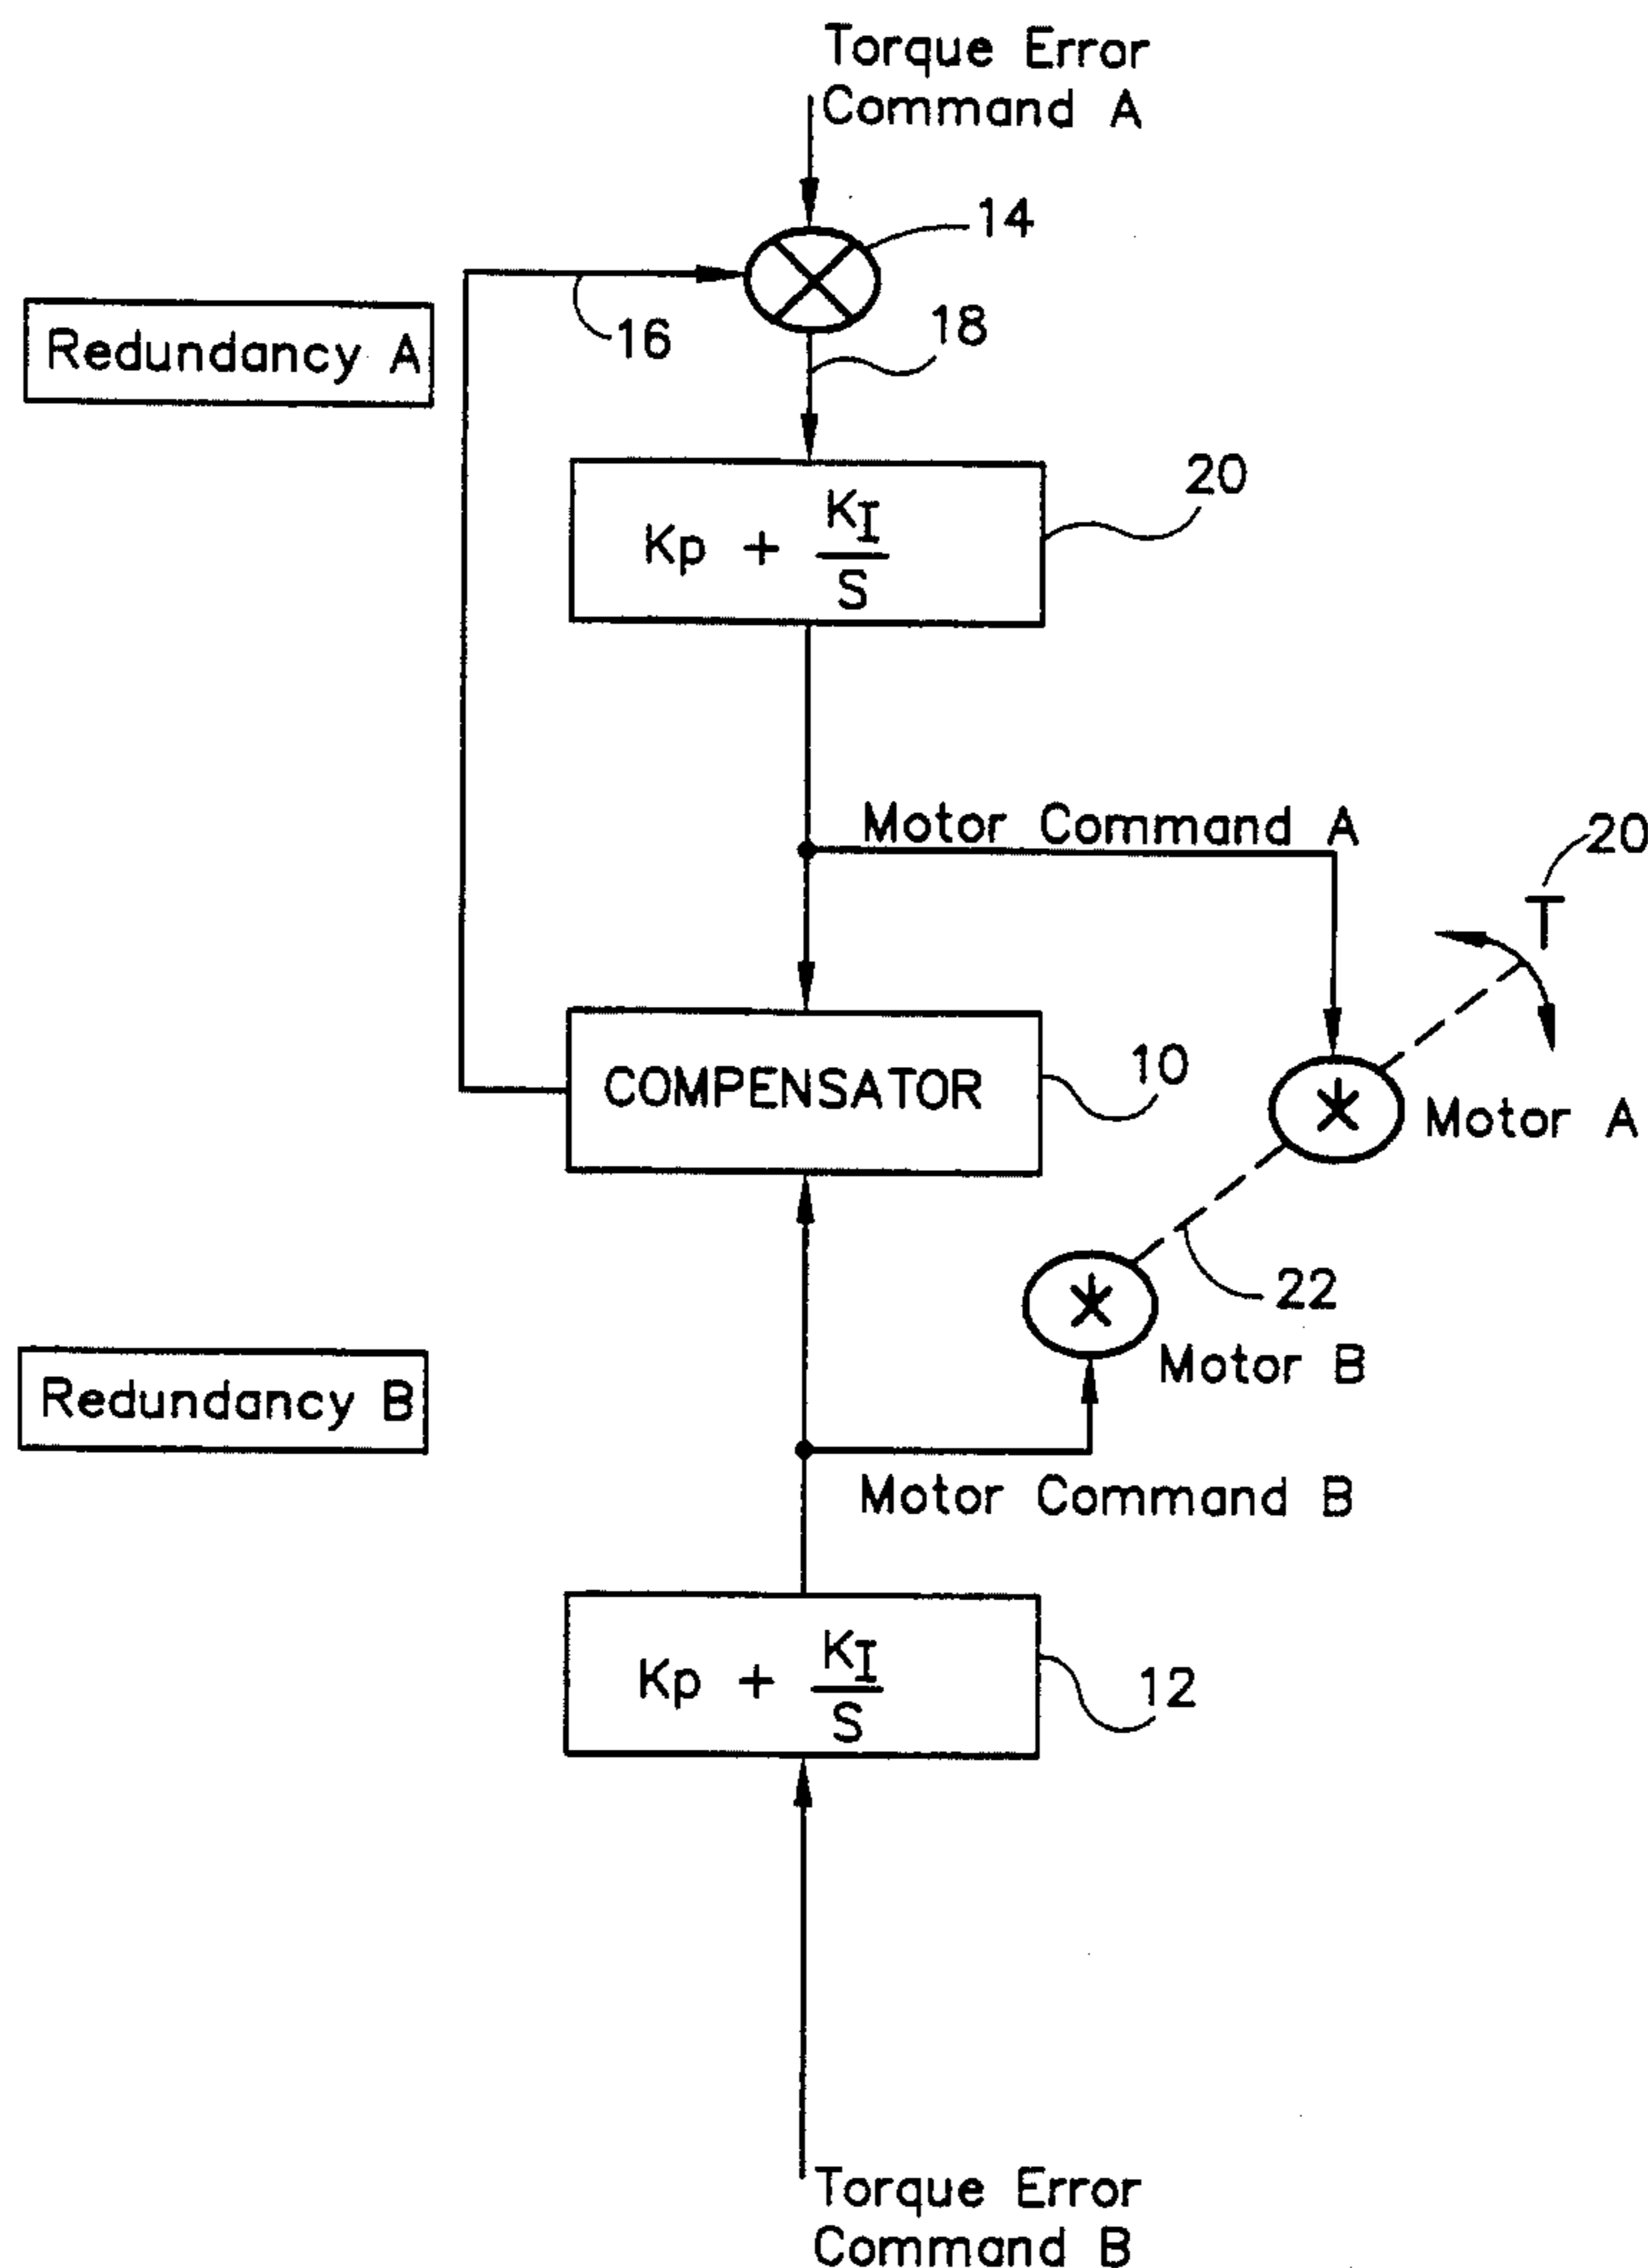 Torque Error
Command A
14
16
18
Redundancy A
20
Kp + KI/S
Motor Command A
20
T
10
COMPENSATOR
Motor A
22
Motor B
Redundancy B
Motor Command B
Kp + KI/S
12
Torque Error
Command B